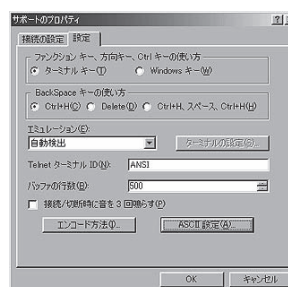 サポートのプロパティ
接続の設定 設定
ファンクション キー、方向キー、Ctrl キーの使い方
ターミナル キー(T) Windows キー(W)
BackSpace キーの使い方
Ctrl+H(C) Delete(D) Ctrl+H、スペース、Ctrl+H(H)
エミュレーション(E):
自動検出 ターミナルの設定(S)...
Telnet ターミナル ID(N): ANSI
バッファの行数(B): 500
接続/切断時に音を 3 回鳴らす(P)
エンコード方法(I)... ASCII 設定(A)...
OK キャンセル